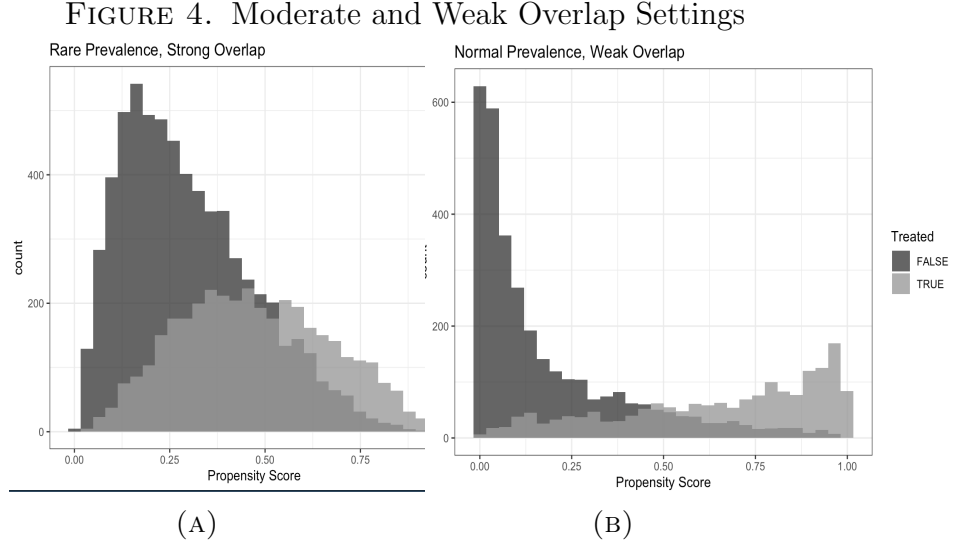 FIGURE 4. Moderate and Weak Overlap Settings
Rare Prevalence, Strong Overlap
400
200
0
count
0.00 0.25 0.50 0.75
Propensity Score
(A)
Normal Prevalence, Weak Overlap
600
400
200
0
0.00 0.25 0.50 0.75 1.00
Propensity Score
Treated
FALSE
TRUE
(B)